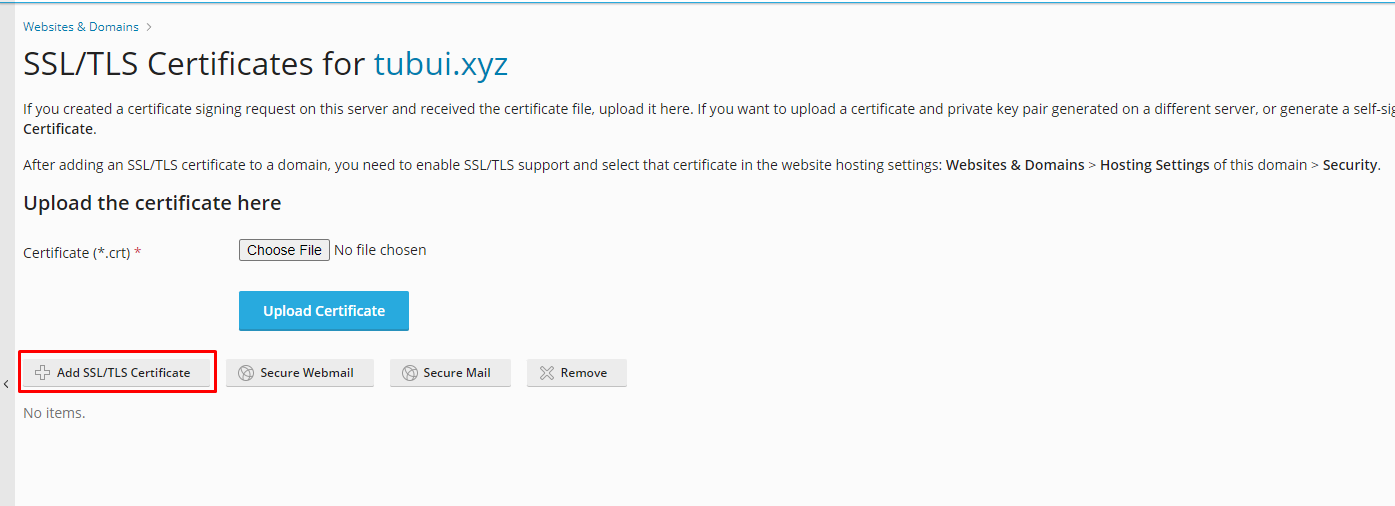 Websites & Domains >
SSL/TLS Certificates for tubui.xyz
If you created a certificate signing request on this server and received the certificate file, upload it here. If you want to upload a certificate and private key pair generated on a different server, or generate a self-sig
Certificate.
After adding an SSL/TLS certificate to a domain, you need to enable SSL/TLS support and select that certificate in the website hosting settings: Websites & Domains > Hosting Settings of this domain > Security.
Upload the certificate here
Certificate (*.crt) * Choose File No file chosen
Upload Certificate
Add SSL/TLS Certificate Secure Webmail Secure Mail Remove
No items.